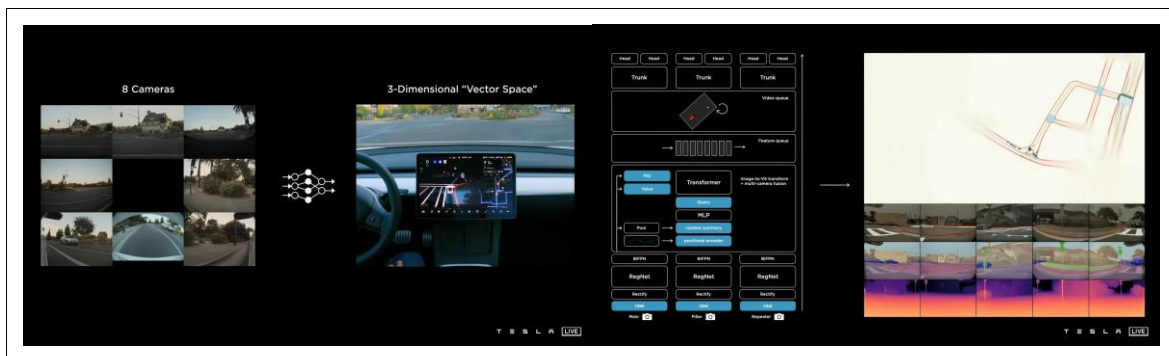 8 Cameras
3-Dimensional "Vector Space"
T E S L A LIVE
Head Head Head Head Head Head
Trunk Trunk Trunk
Video queue
Feature queue
Key
Value
Transformer
image-to-VS transform
+ multi-camera fusion
Query
MLP
Pool
context summary
positional encoder
BiFPN BiFPN BiFPN
RegNet RegNet RegNet
Rectify Rectify Rectify
raw raw raw
Main Pillar Repeater
T E S L A LIVE